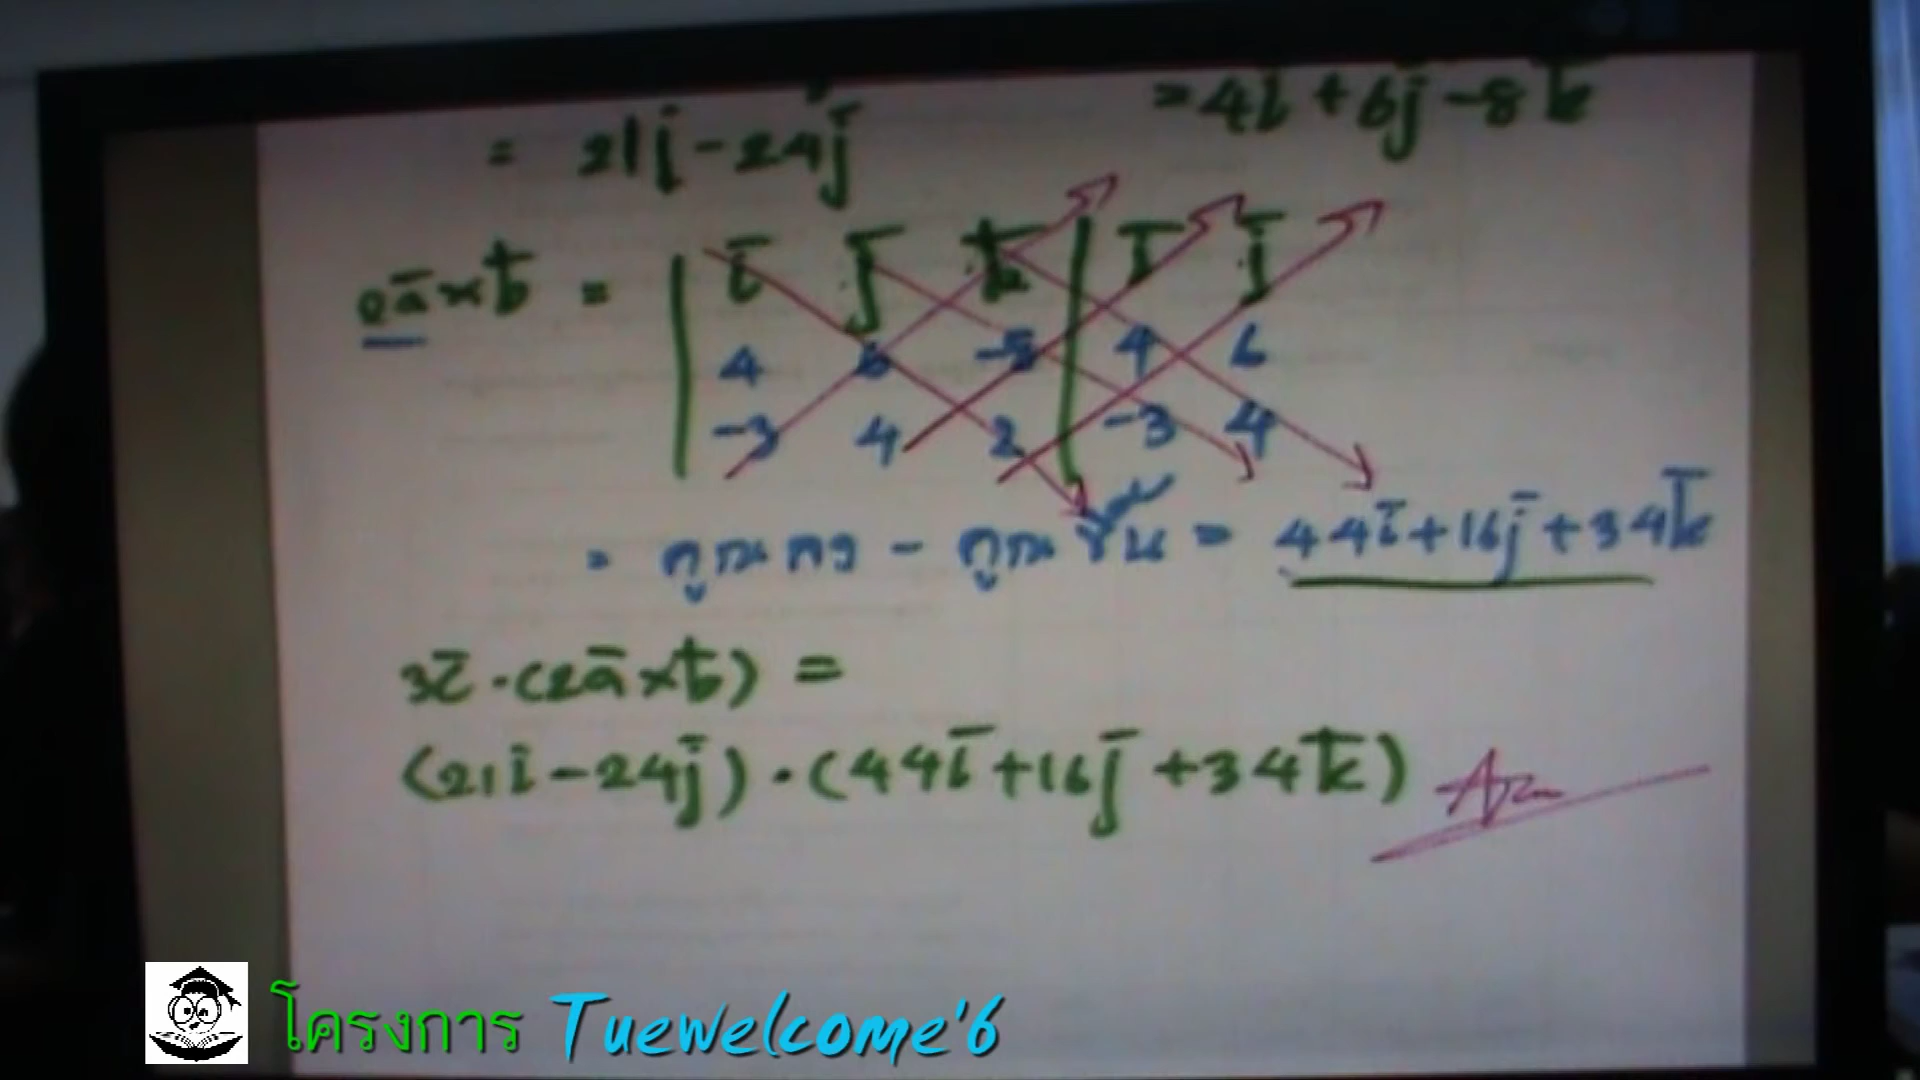 = 21i̅ - 24j̅
= 4i̅ + 6j̅ - 8k̅
2a̅ × b̅ = | i̅ j̅ k̅ | i̅ j̅
4 6 -8 4 6
-3 4 2 -3 4
= คูณลง - คูณขึ้น = 44i̅ + 16j̅ + 34k̅
3c̅ · (2a̅ × b̅) =
(21i̅ - 24j̅) · (44i̅ + 16j̅ + 34k̅)
โครงการ Tuewelcome'6